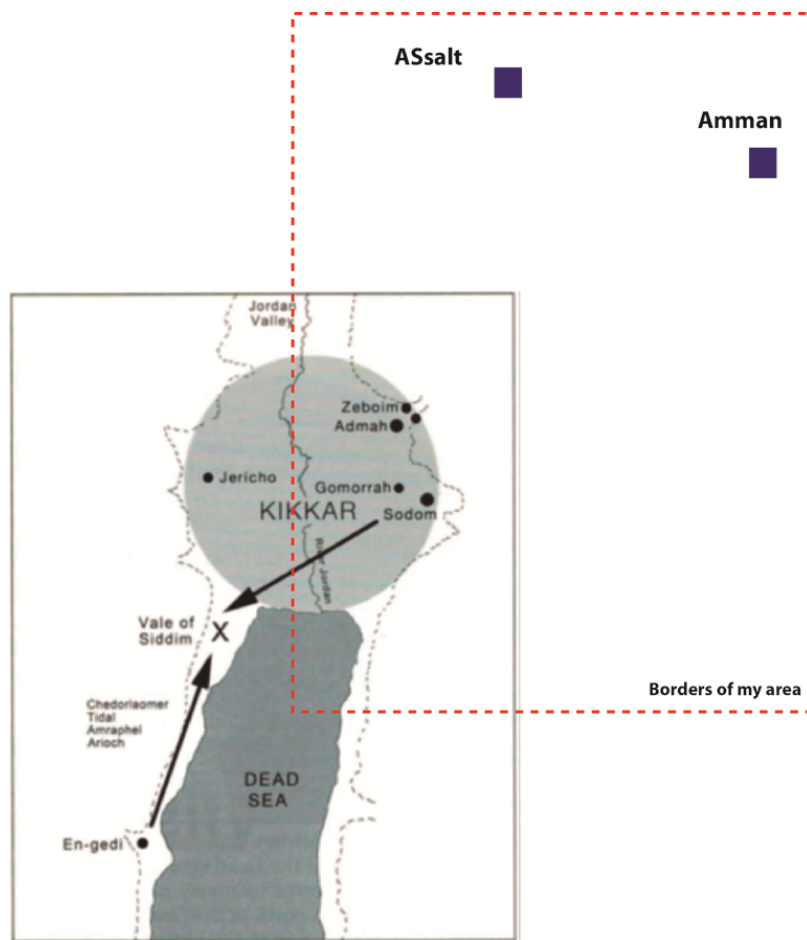 ASsalt
Amman
Jordan
Valley
Zeboim
Admah
Jericho
Gomorrah
KIKKAR
Sodom
River Jordan
Vale of
Siddim
X
Borders of my area
Chedorlaomer
Tidal
Amraphel
Arioch
DEAD
SEA
En-gedi